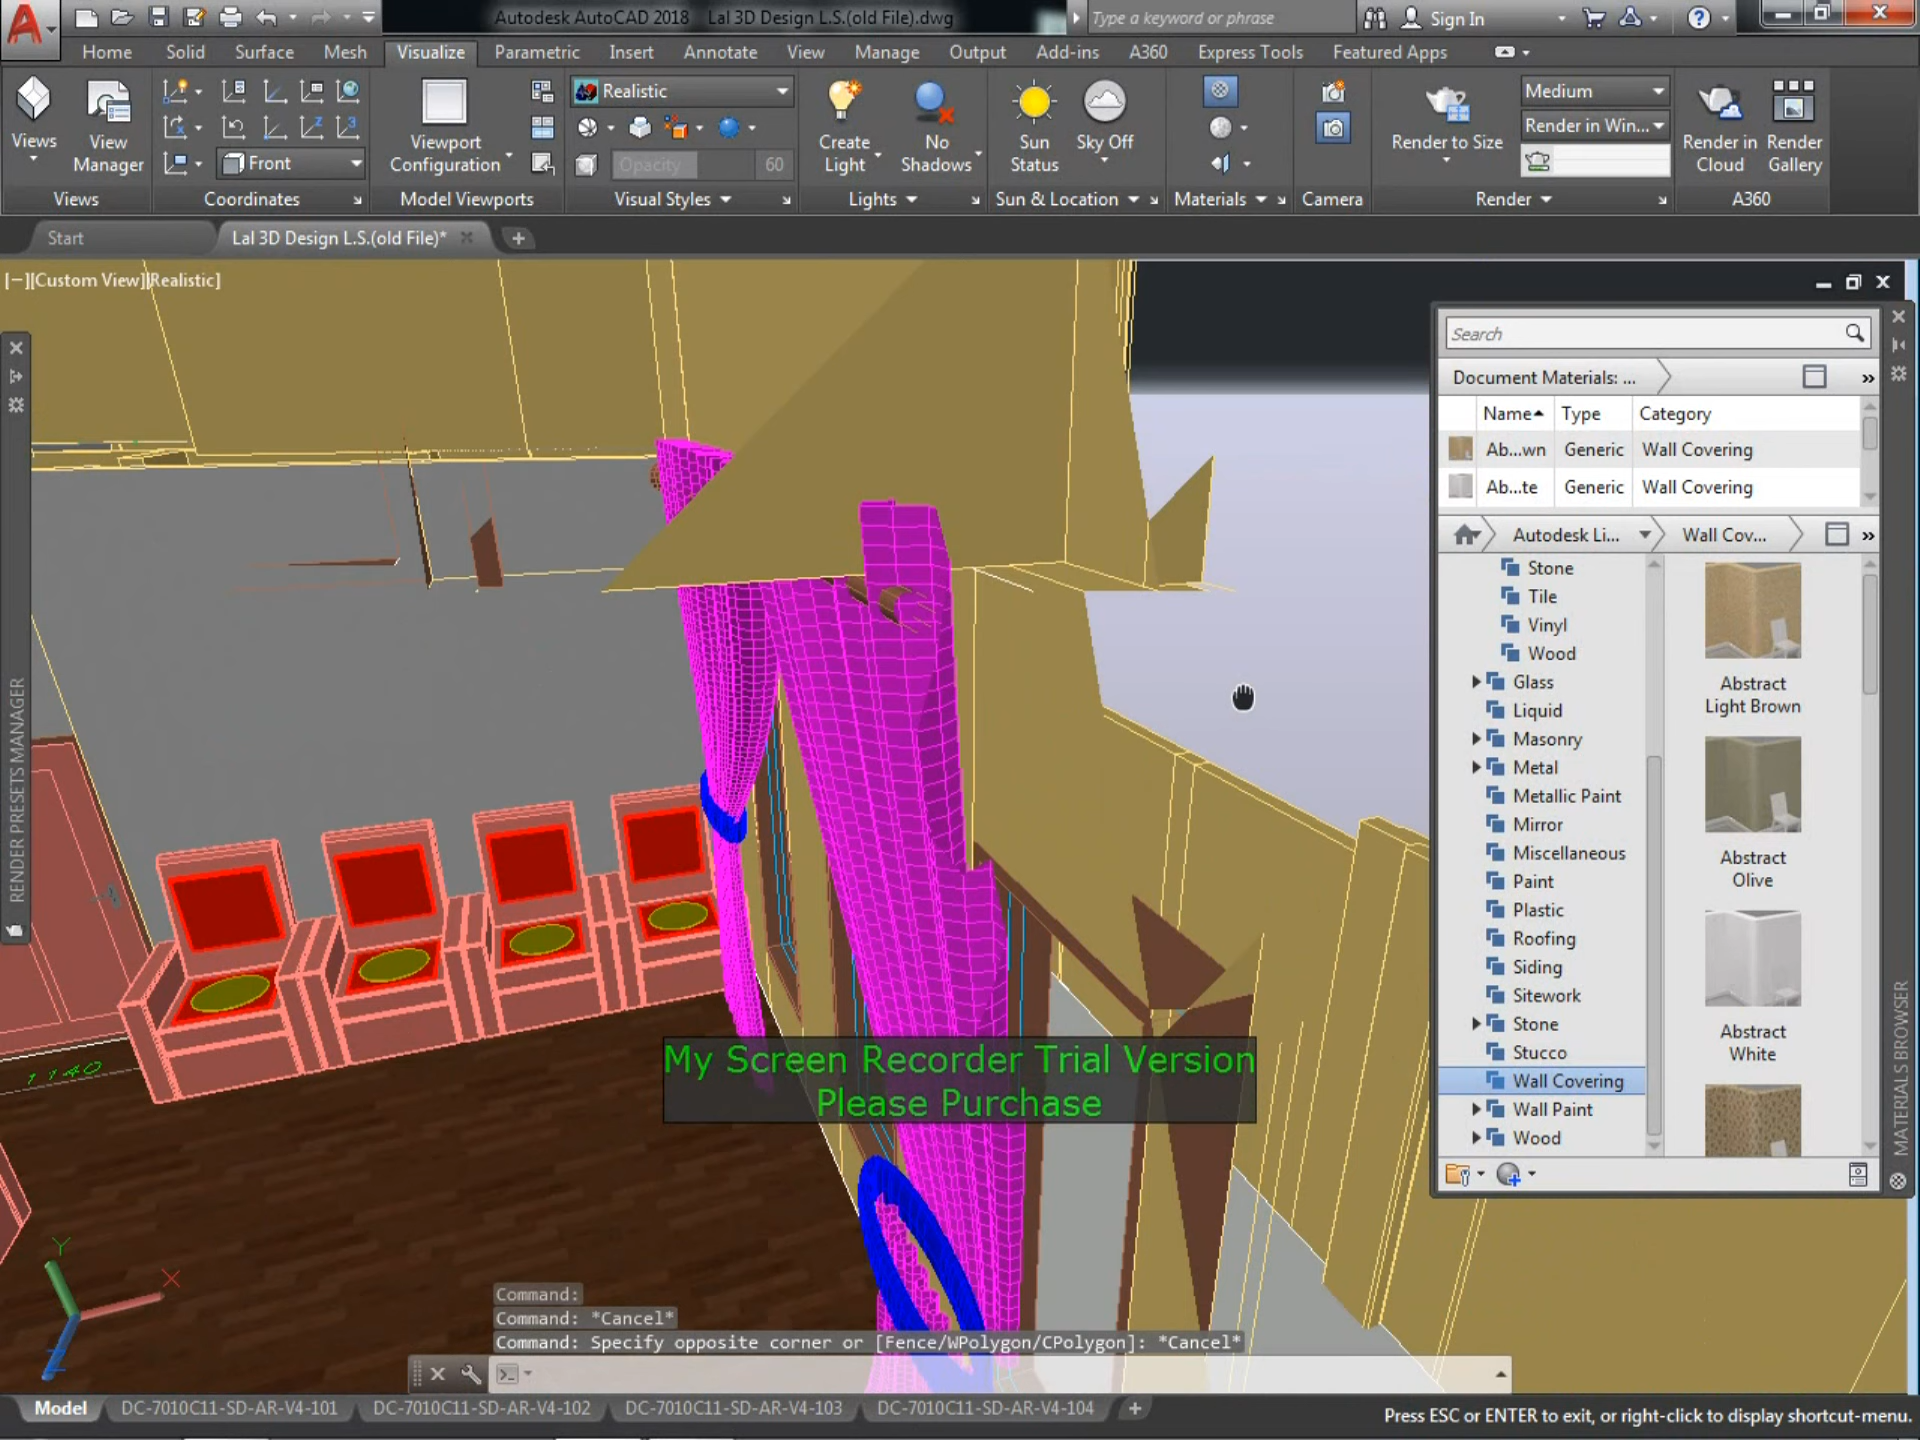 Autodesk AutoCAD 2018 Lal 3D Design L.S.(old File).dwg
Type a keyword or phrase
Sign In
Home Solid Surface Mesh Visualize Parametric Insert Annotate View Manage Output Add-ins A360 Express Tools Featured Apps
Views
View
Manager
Front
Viewport
Configuration
Realistic
Opacity 60
Create
Light
No
Shadows
Sun
Status
Sky Off
Render to Size
Medium
Render in Win...
Render in
Cloud
Render
Gallery
Views Coordinates Model Viewports Visual Styles Lights Sun & Location Materials Camera Render A360
Start
Lal 3D Design L.S.(old File)*
[−][Custom View][Realistic]
RENDER PRESETS MANAGER
1140
Search
Document Materials: ...
Name Type Category
Ab...wn Generic Wall Covering
Ab...te Generic Wall Covering
Autodesk Li... Wall Cov...
Stone
Tile
Vinyl
Wood
Glass
Liquid
Masonry
Metal
Metallic Paint
Mirror
Miscellaneous
Paint
Plastic
Roofing
Siding
Sitework
Stone
Stucco
Wall Covering
Wall Paint
Wood
Abstract
Light Brown
Abstract
Olive
Abstract
White
MATERIALS BROWSER
My Screen Recorder Trial Version
Please Purchase
Y
X
Z
Command:
Command: *Cancel*
Command: Specify opposite corner or [Fence/WPolygon/CPolygon]: *Cancel*
Model DC-7010C11-SD-AR-V4-101 DC-7010C11-SD-AR-V4-102 DC-7010C11-SD-AR-V4-103 DC-7010C11-SD-AR-V4-104
Press ESC or ENTER to exit, or right-click to display shortcut-menu.